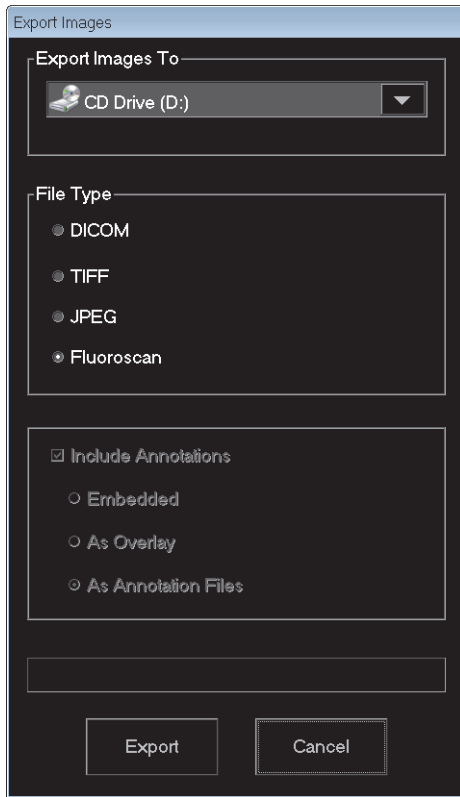 Export Images
Export Images To
CD Drive (D:)
File Type
DICOM
TIFF
JPEG
Fluoroscan
Include Annotations
Embedded
As Overlay
As Annotation Files
Export
Cancel